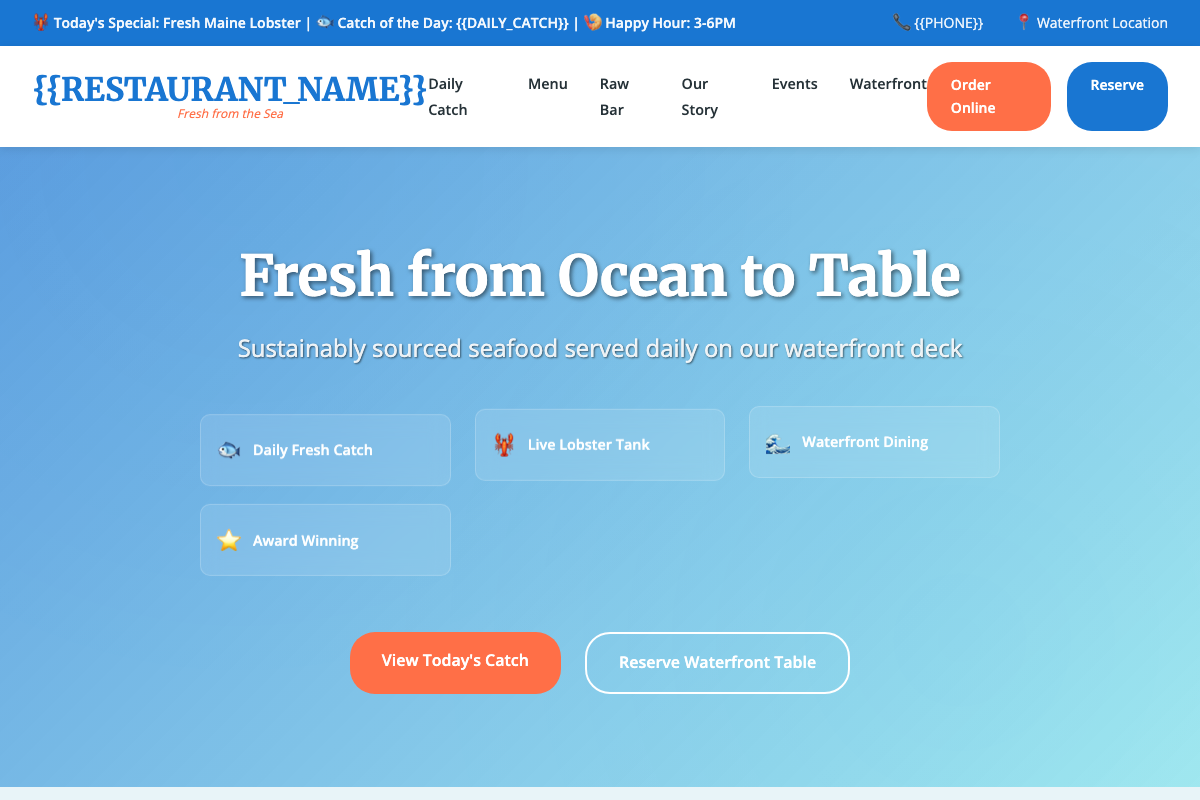 🦞 Today's Special: Fresh Maine Lobster | 🐟 Catch of the Day: {{DAILY_CATCH}} | 🍤 Happy Hour: 3-6PM
📞 {{PHONE}}
📍 Waterfront Location
{{RESTAURANT_NAME}}
Fresh from the Sea
Daily Catch
Menu
Raw Bar
Our Story
Events
Waterfront
Order Online
Reserve
Fresh from Ocean to Table
Sustainably sourced seafood served daily on our waterfront deck
🐟 Daily Fresh Catch
🦞 Live Lobster Tank
🌊 Waterfront Dining
⭐ Award Winning
View Today's Catch
Reserve Waterfront Table